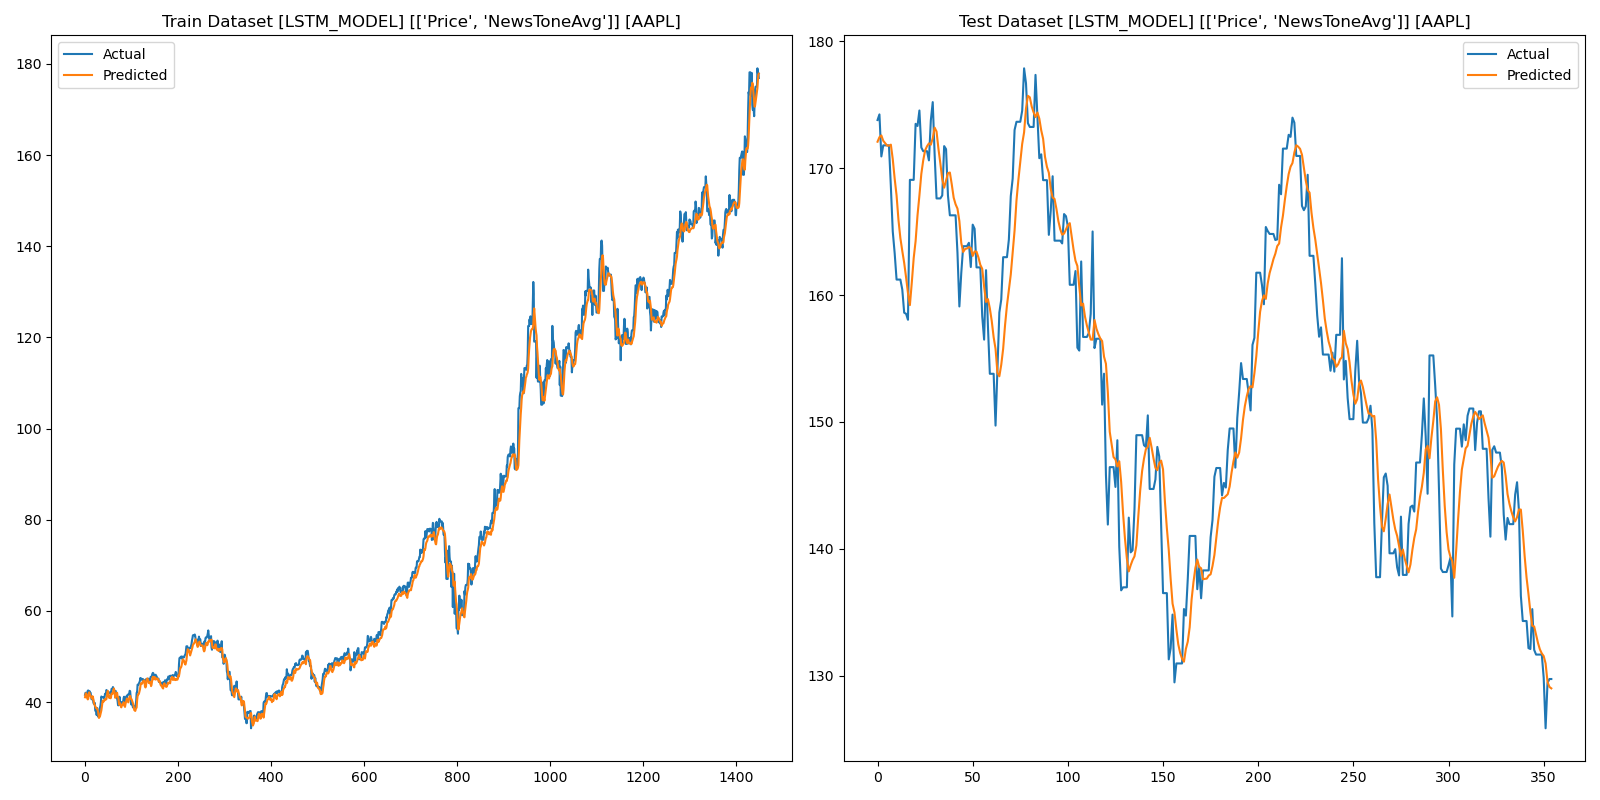 Train Dataset [LSTM_MODEL] [['Price', 'NewsToneAvg']] [AAPL]
Actual
Predicted
180
160
140
120
100
80
60
40
0 200 400 600 800 1000 1200 1400
Test Dataset [LSTM_MODEL] [['Price', 'NewsToneAvg']] [AAPL]
Actual
Predicted
180
170
160
150
140
130
0 50 100 150 200 250 300 350